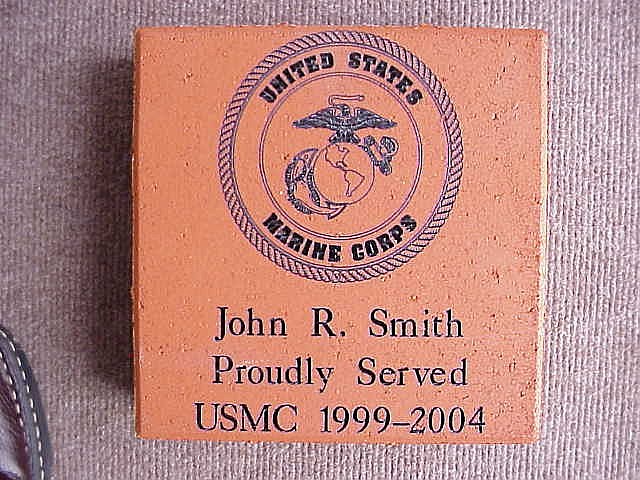 UNITED STATES
MARINE CORPS
John R. Smith
Proudly Served
USMC 1999–2004